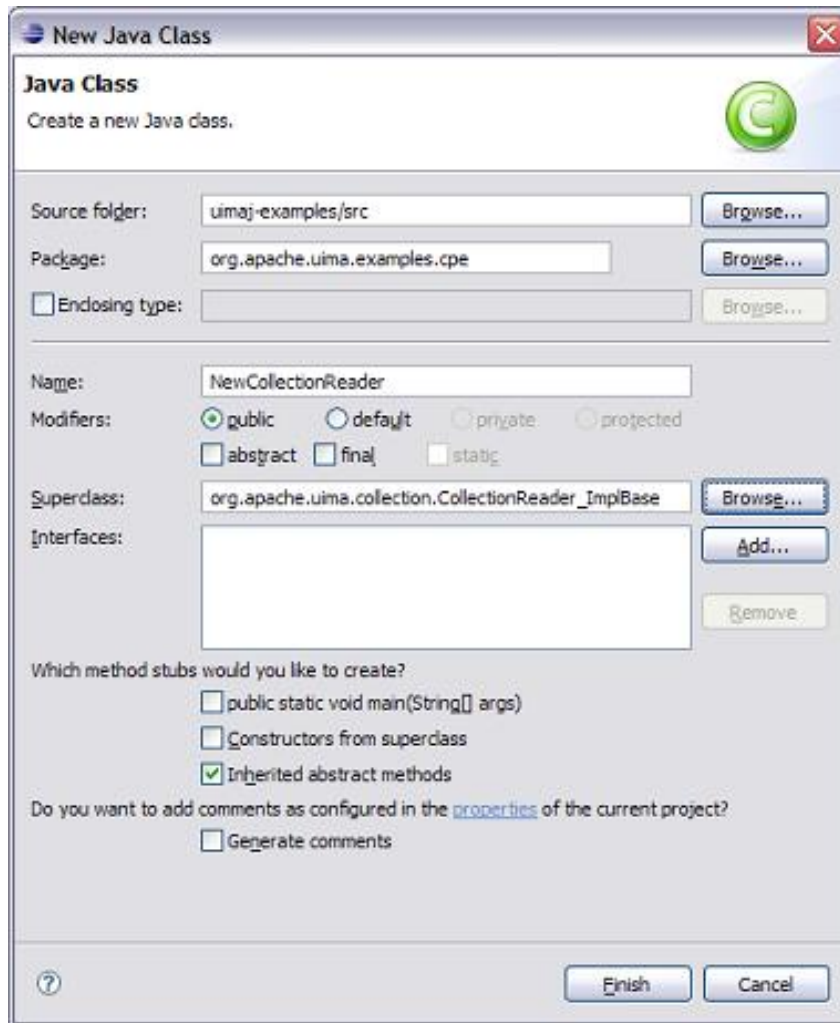 New Java Class
Java Class
Create a new Java class.
Source folder: uimaj-examples/src Browse...
Package: org.apache.uima.examples.cpe Browse...
Enclosing type: Browse...
Name: NewCollectionReader
Modifiers: public default private protected
abstract final static
Superclass: org.apache.uima.collection.CollectionReader_ImplBase Browse...
Interfaces: Add...
Remove
Which method stubs would you like to create?
public static void main(String[] args)
Constructors from superclass
Inherited abstract methods
Do you want to add comments as configured in the properties of the current project?
Generate comments
Finish Cancel